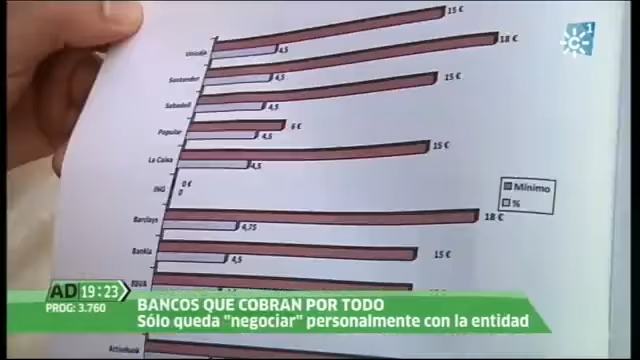 15 €
Unicaja
4,5
18 €
Santander
4,5
15 €
Sabadell
4,5
6 €
Popular
4,5
15 €
La Caixa
4,5
0 €
ING
0
Mínimo
%
18 €
Barclays
4,75
15 €
Bankia
4,5
BBVA
AD 19:23
PROG: 3.760
BANCOS QUE COBRAN POR TODO
Sólo queda "negociar" personalmente con la entidad
Activobank
C 1